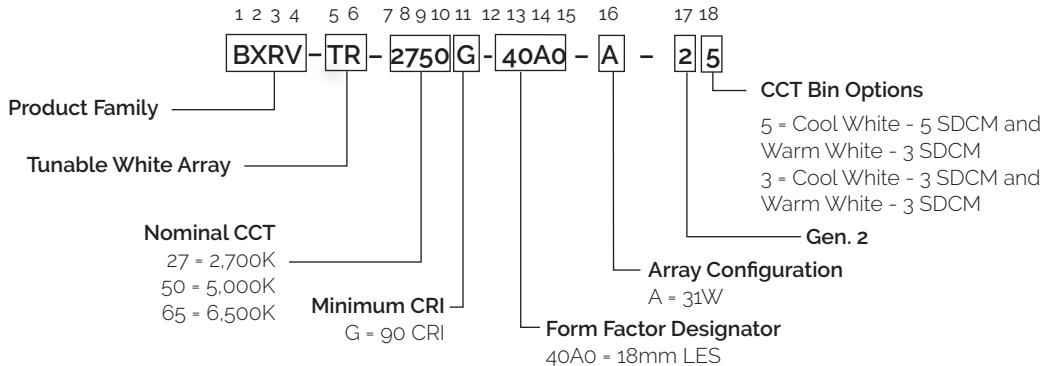 1 2 3 4 5 6 7 8 9 10 11 12 13 14 15 16 17 18
BXRV – TR – 2750 G - 40A0 – A – 2 5
Product Family
Tunable White Array
Nominal CCT
27 = 2,700K
50 = 5,000K
65 = 6,500K
Minimum CRI
G = 90 CRI
CCT Bin Options
5 = Cool White - 5 SDCM and
Warm White - 3 SDCM
3 = Cool White - 3 SDCM and
Warm White - 3 SDCM
Gen. 2
Array Configuration
A = 31W
Form Factor Designator
40A0 = 18mm LES